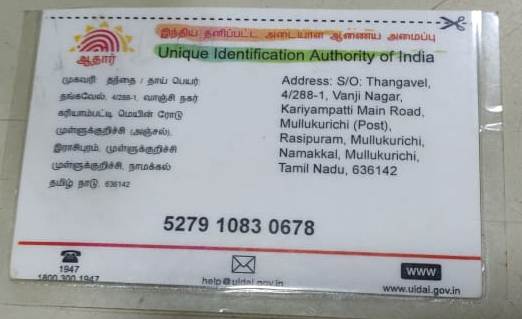 இந்திய தனிப்பட்ட அடையாள ஆணைய அமைப்பு
Unique Identification Authority of India
ஆதார்
முகவரி தந்தை / தாய் பெயர்
தங்கவேல், 4/288-1, வாஞ்சி நகர்
கரியாம்பட்டி மெயின் ரோடு
முள்ளுக்குறிச்சி (அஞ்சல்),
இராசிபுரம், முள்ளுக்குறிச்சி
முள்ளுக்குறிச்சி, நாமக்கல்
தமிழ் நாடு, 636142
Address: S/O: Thangavel,
4/288-1, Vanji Nagar,
Kariyampatti Main Road,
Mullukurichi (Post),
Rasipuram, Mullukurichi,
Namakkal, Mullukurichi,
Tamil Nadu, 636142
5279 1083 0678
1947
1800 300 1947
help@uidai.gov.in
www
www.uidai.gov.in